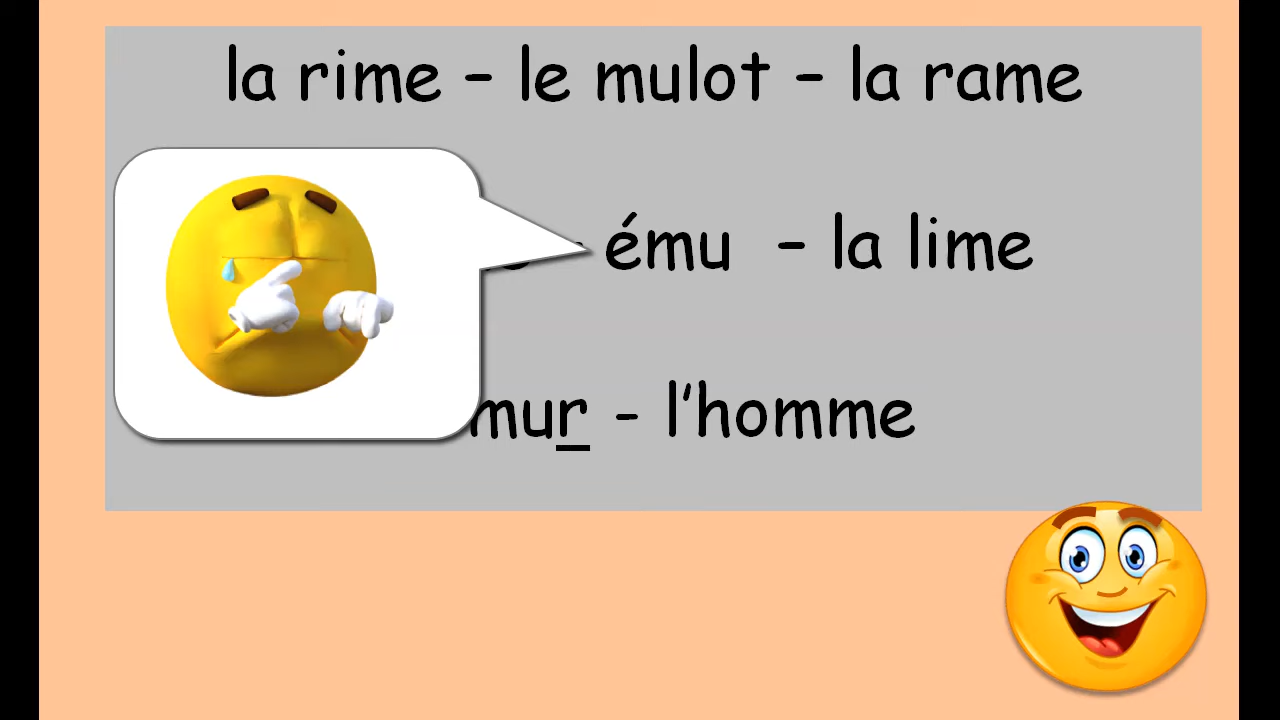 la rime – le mulot – la rame
ému – la lime
mur - l’homme